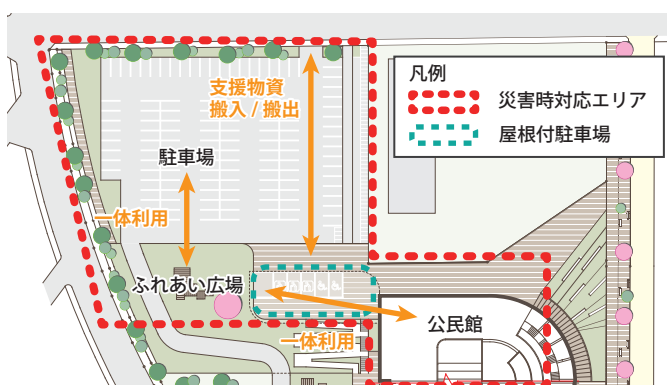 凡例
災害時対応エリア
屋根付駐車場
支援物資
搬入 / 搬出
駐車場
一体利用
ふれあい広場
公民館
一体利用